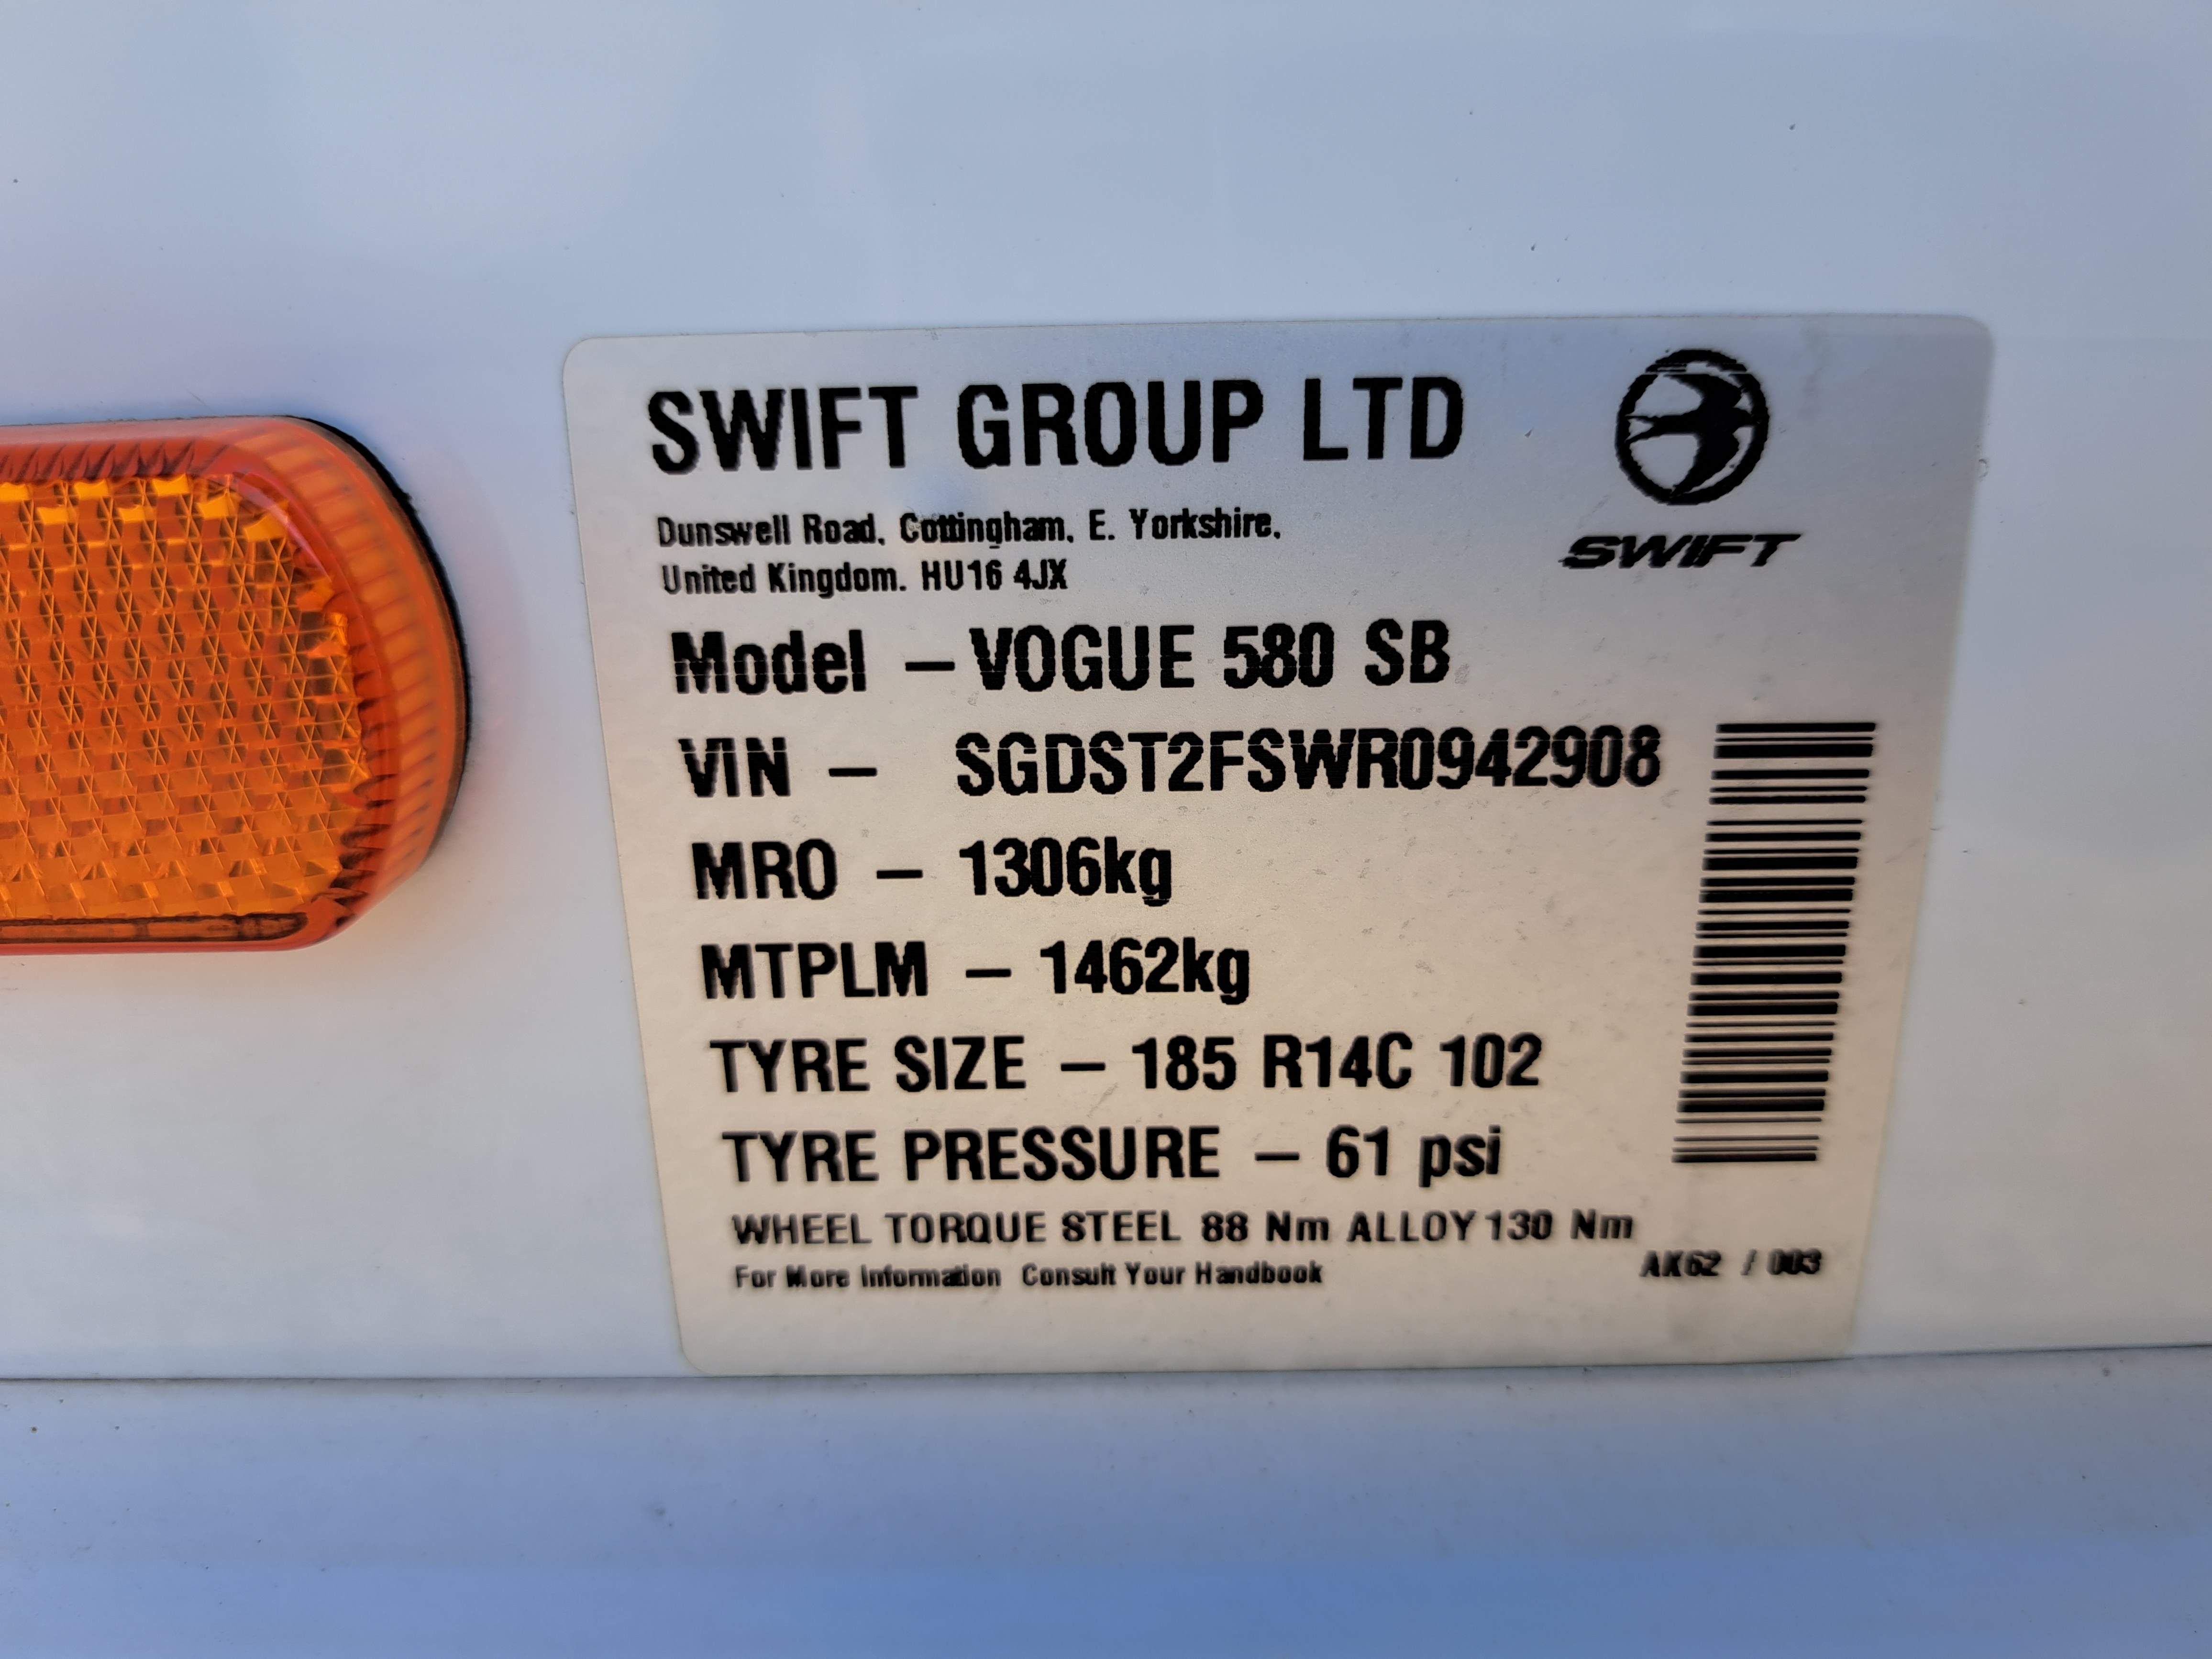 SWIFT GROUP LTD
SWIFT
Dunswell Road, Cottingham, E. Yorkshire,
United Kingdom. HU16 4JX
Model – VOGUE 580 SB
VIN – SGDST2FSWR0942908
MRO – 1306kg
MTPLM – 1462kg
TYRE SIZE – 185 R14C 102
TYRE PRESSURE – 61 psi
WHEEL TORQUE STEEL 88 Nm ALLOY 130 Nm
For More Information Consult Your Handbook
AK62 / 003